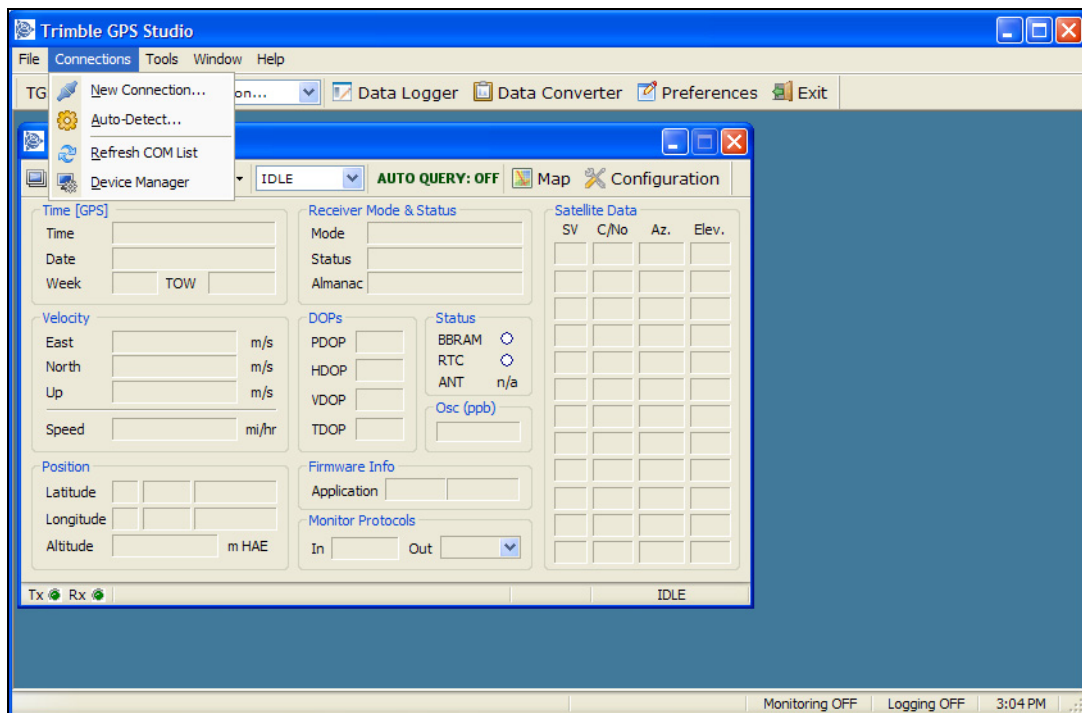 Trimble GPS Studio
File Connections Tools Window Help
TG on... Data Logger Data Converter Preferences Exit
New Connection...
Auto-Detect...
Refresh COM List
Device Manager
IDLE AUTO QUERY: OFF Map Configuration
Time [GPS]
Time
Date
Week TOW
Receiver Mode & Status
Mode
Status
Almanac
Satellite Data
SV C/No Az. Elev.
Velocity
East m/s
North m/s
Up m/s
Speed mi/hr
DOPs
PDOP
HDOP
VDOP
TDOP
Status
BBRAM
RTC
ANT n/a
Osc (ppb)
Position
Latitude
Longitude
Altitude m HAE
Firmware Info
Application
Monitor Protocols
In Out
Tx Rx IDLE
Monitoring OFF Logging OFF 3:04 PM